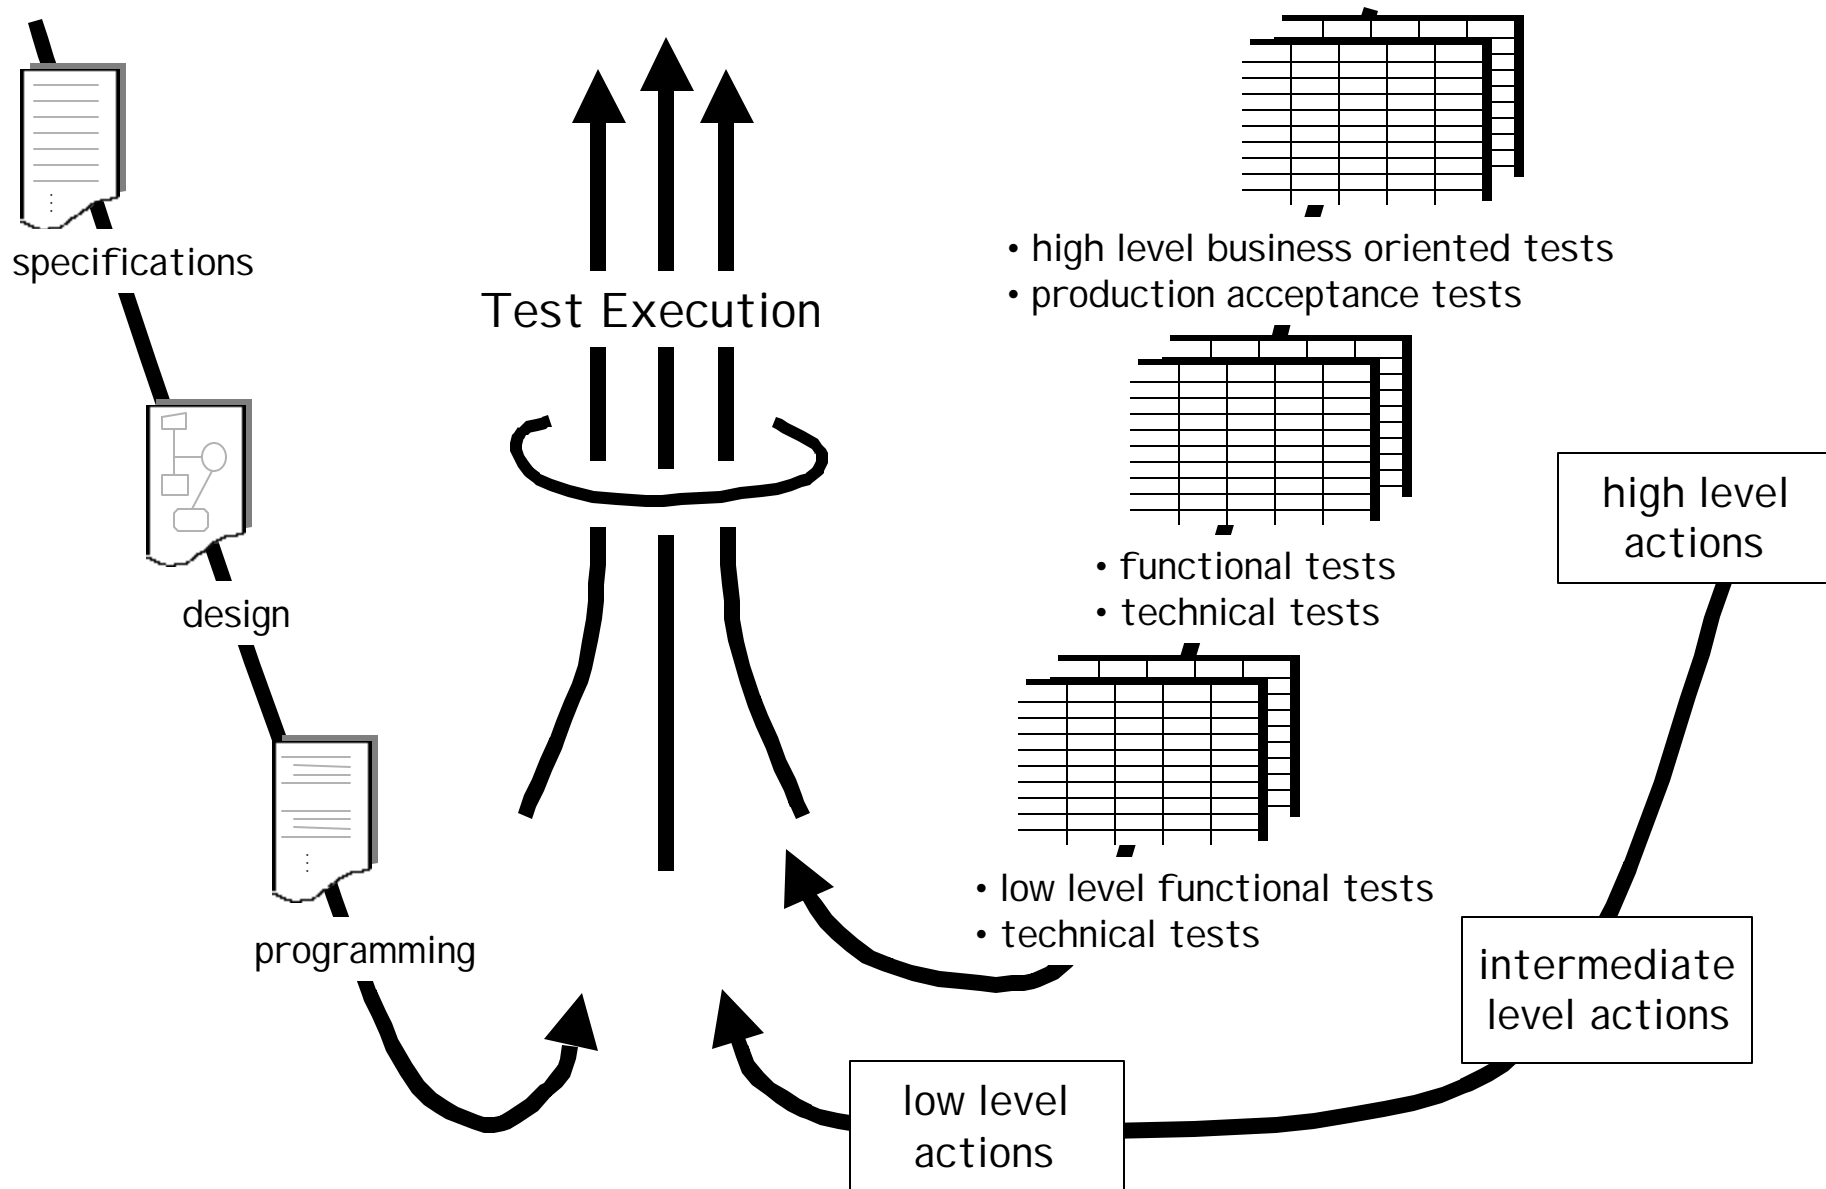 specifications
Test Execution
• high level business oriented tests
• production acceptance tests
high level
actions
• functional tests
• technical tests
design
• low level functional tests
• technical tests
programming
intermediate
level actions
low level
actions